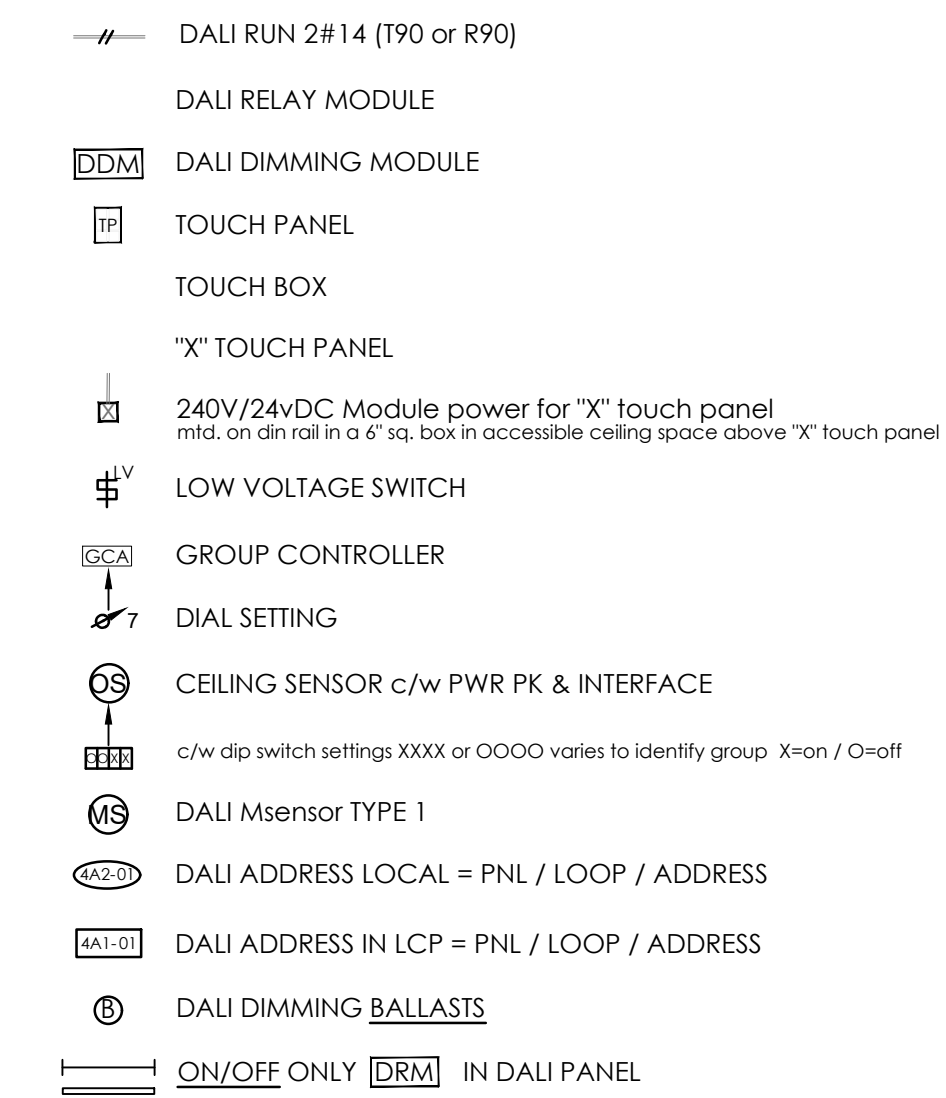 DALI RUN 2#14 (T90 or R90)
DALI RELAY MODULE
DDM DALI DIMMING MODULE
TP TOUCH PANEL
TOUCH BOX
"X" TOUCH PANEL
X 240V/24vDC Module power for "X" touch panel
mtd. on din rail in a 6" sq. box in accessible ceiling space above "X" touch panel
LV LOW VOLTAGE SWITCH
GCA GROUP CONTROLLER
7 DIAL SETTING
OS CEILING SENSOR c/w PWR PK & INTERFACE
OOXX c/w dip switch settings XXXX or OOOO varies to identify group X=on / O=off
MS DALI Msensor TYPE 1
4A2-01 DALI ADDRESS LOCAL = PNL / LOOP / ADDRESS
4A1-01 DALI ADDRESS IN LCP = PNL / LOOP / ADDRESS
B DALI DIMMING BALLASTS
ON/OFF ONLY DRM IN DALI PANEL